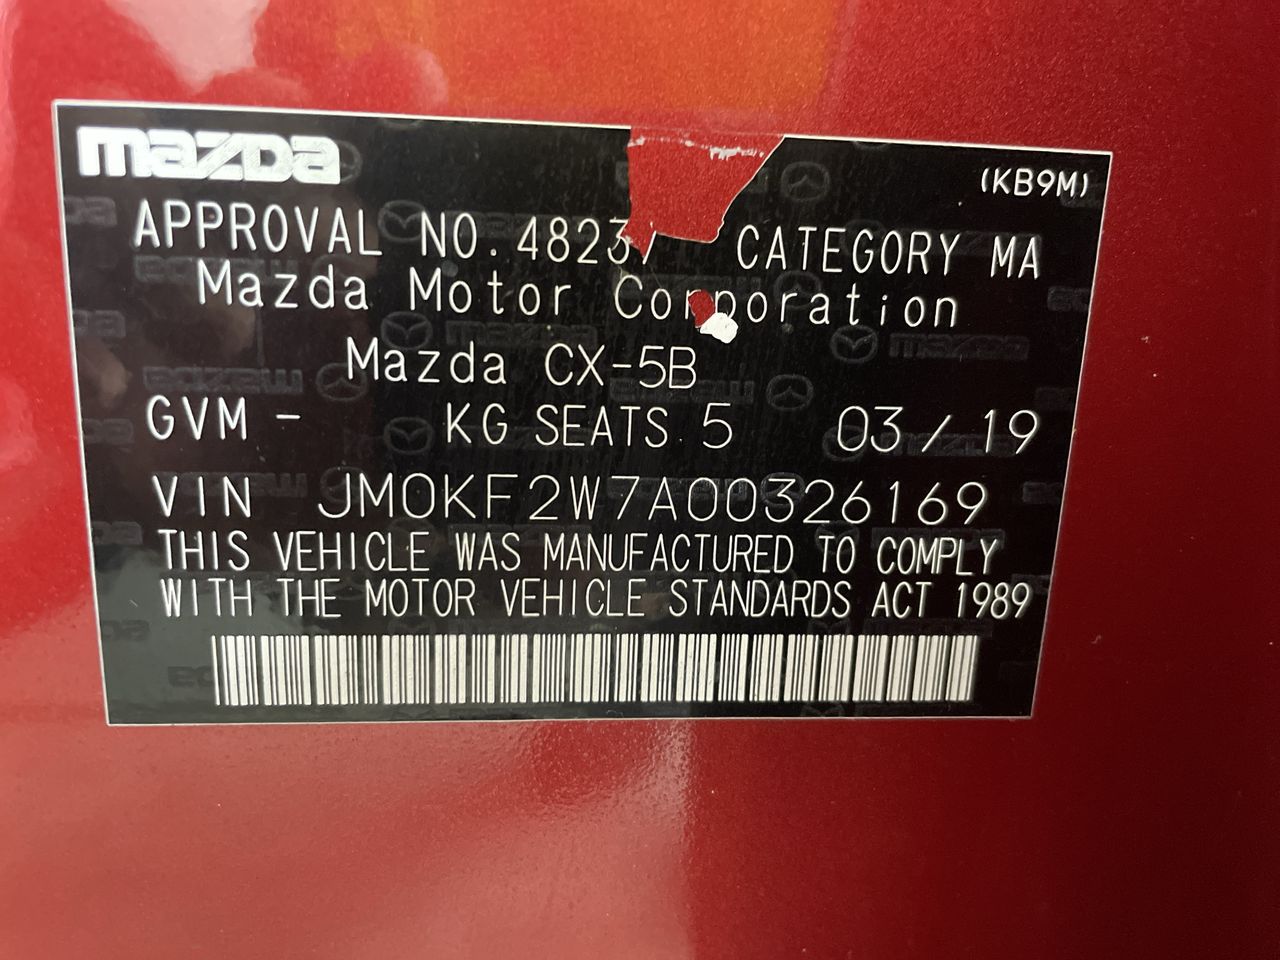 mazda
(KB9M)
APPROVAL NO. CATEGORY MA
Mazda Motor Corporation
Mazda CX-5B
GVM - KG SEATS 5 03/19
VIN JM0KF2W7A00326169
THIS VEHICLE WAS MANUFACTURED TO COMPLY
WITH THE MOTOR VEHICLE STANDARDS ACT 1989